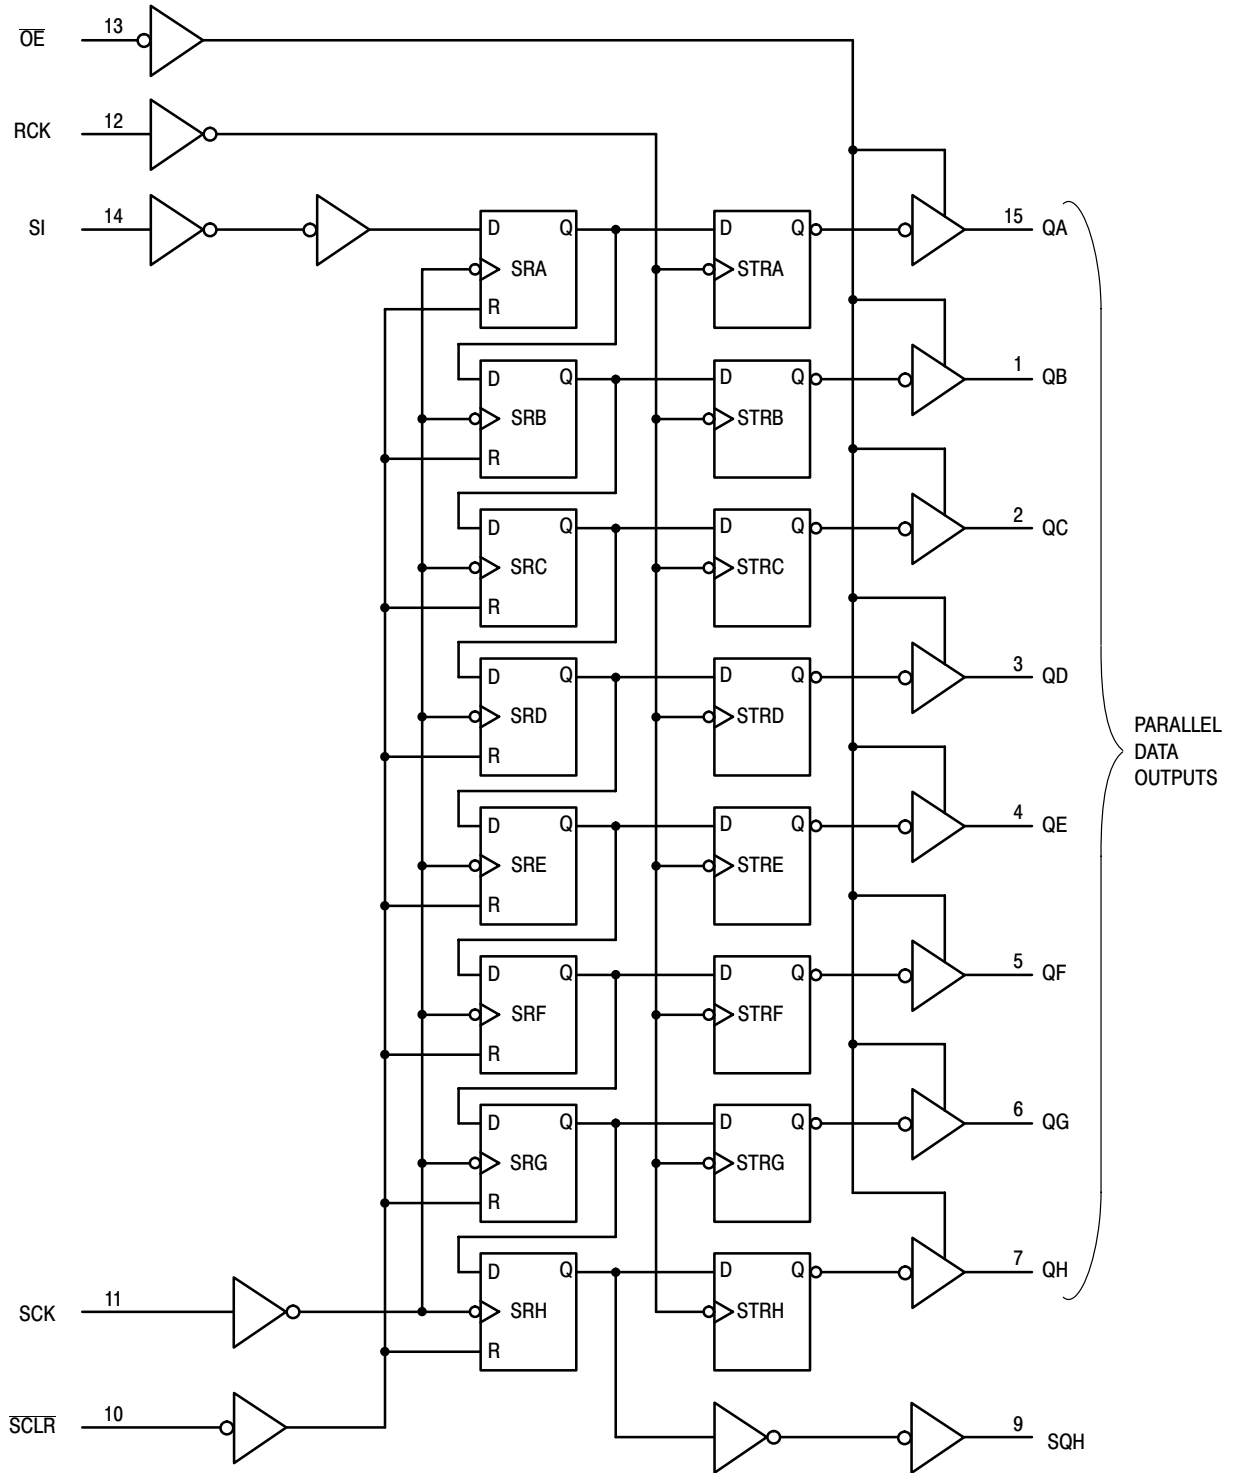 OE 13
RCK 12
SI 14
D Q D Q 15 QA
SRA STRA
R
D Q D Q 1 QB
SRB STRB
R
D Q D Q 2 QC
SRC STRC
R
D Q D Q 3 QD
SRD STRD
R
PARALLEL
DATA
OUTPUTS
D Q D Q 4 QE
SRE STRE
R
D Q D Q 5 QF
SRF STRF
R
D Q D Q 6 QG
SRG STRG
R
D Q D Q 7 QH
SCK 11 SRH STRH
R
SCLR 10
9 SQH